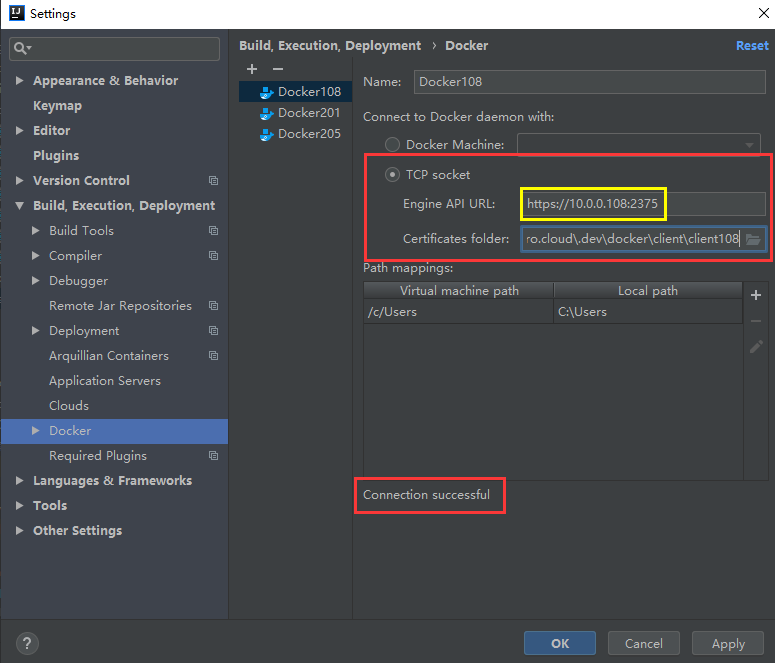 Settings
Build, Execution, Deployment › Docker
Reset
Appearance & Behavior
Keymap
Editor
Plugins
Version Control
Build, Execution, Deployment
Build Tools
Compiler
Debugger
Remote Jar Repositories
Deployment
Arquillian Containers
Application Servers
Clouds
Docker
Required Plugins
Languages & Frameworks
Tools
Other Settings
Docker108
Docker201
Docker205
Name: Docker108
Connect to Docker daemon with:
Docker Machine:
TCP socket
Engine API URL: https://10.0.0.108:2375
Certificates folder: ro.cloud\.dev\docker\client\client108
Path mappings:
Virtual machine path Local path
/c/Users C:\Users
Connection successful
? OK Cancel Apply